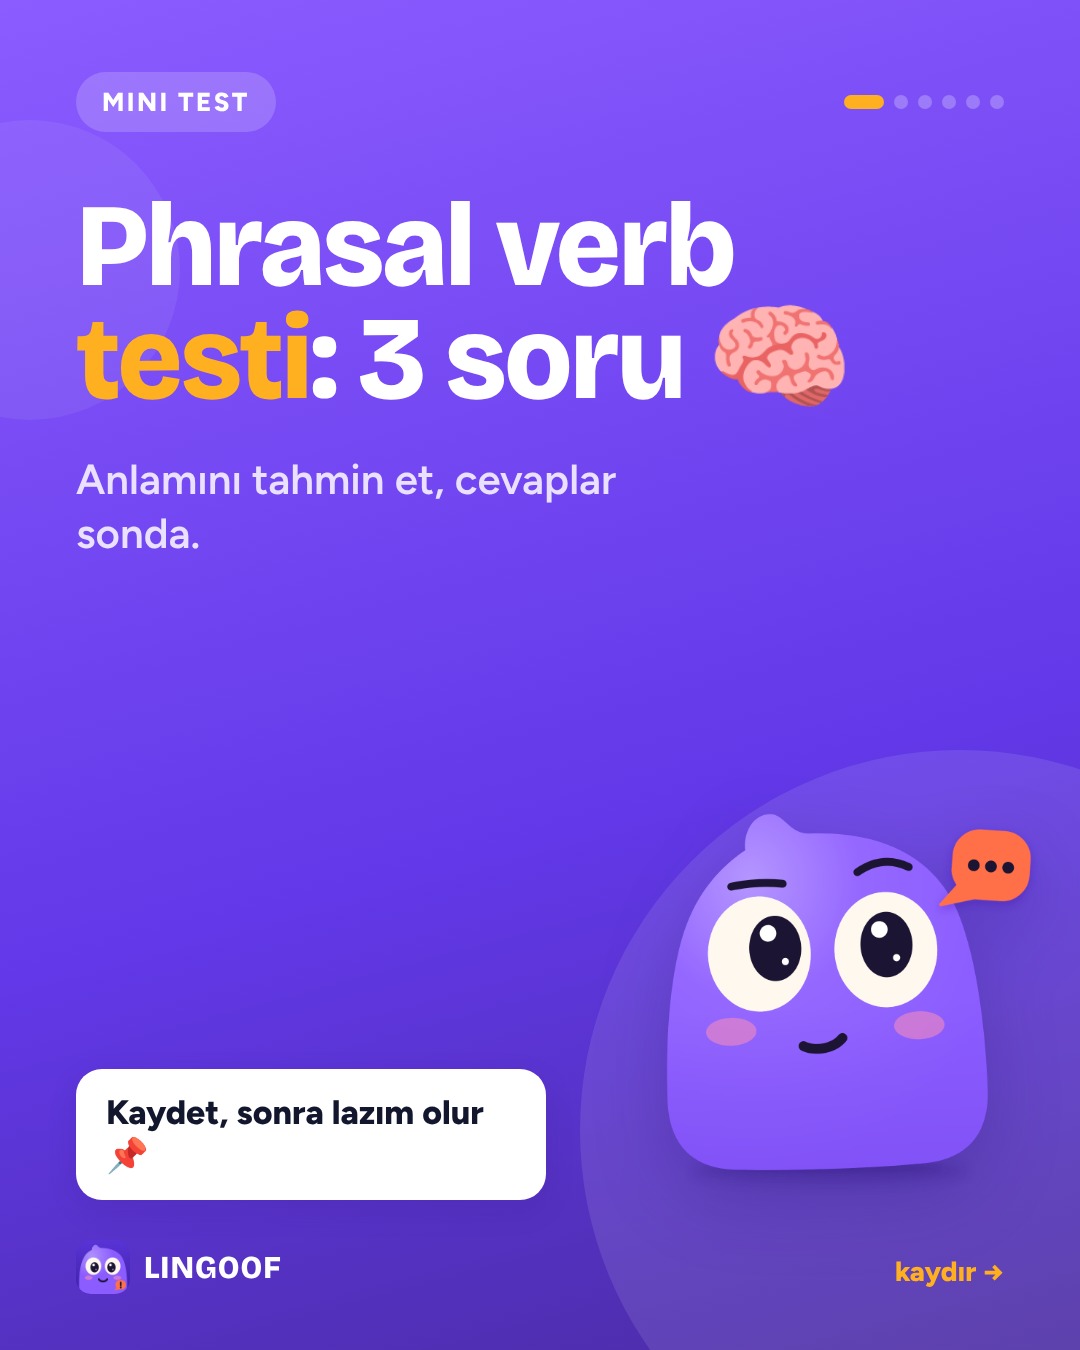 MINI TEST
Phrasal verb
testi: 3 soru 🧠
Anlamını tahmin et, cevaplar
sonda.
Kaydet, sonra lazım olur
📌
LINGOOF
kaydır →